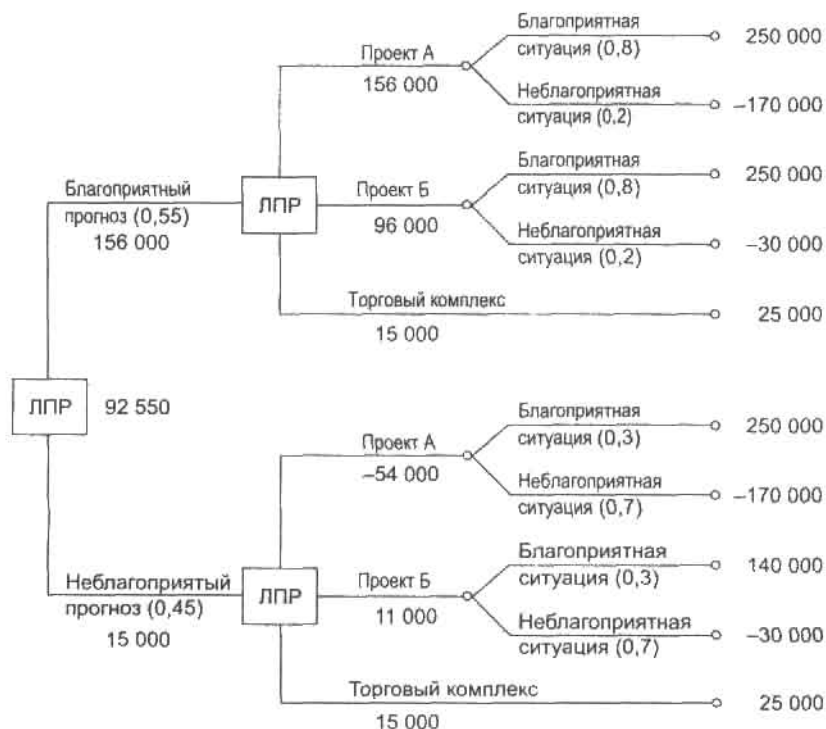 Благоприятная
ситуация (0,8)
250 000
Проект А
156 000
Неблагоприятная
ситуация (0,2)
–170 000
Благоприятный
прогноз (0,55)
156 000
ЛПР
Проект Б
96 000
Благоприятная
ситуация (0,8)
250 000
Неблагоприятная
ситуация (0,2)
–30 000
Торговый комплекс
15 000
25 000
ЛПР
92 550
Благоприятная
ситуация (0,3)
250 000
Проект А
–54 000
Неблагоприятная
ситуация (0,7)
–170 000
Неблагоприятый
прогноз (0,45)
15 000
ЛПР
Проект Б
11 000
Благоприятная
ситуация (0,3)
140 000
Неблагоприятная
ситуация (0,7)
–30 000
Торговый комплекс
15 000
25 000